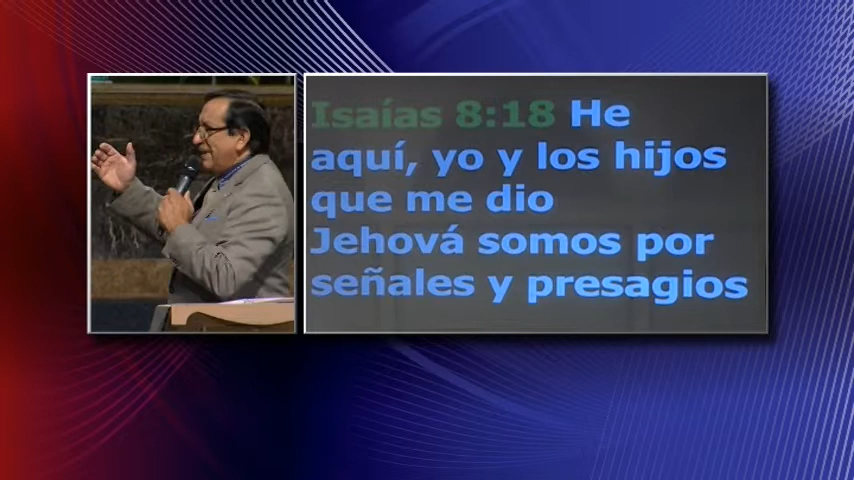 Isaías 8:18 He
aquí, yo y los hijos
que me dio
Jehová somos por
señales y presagios